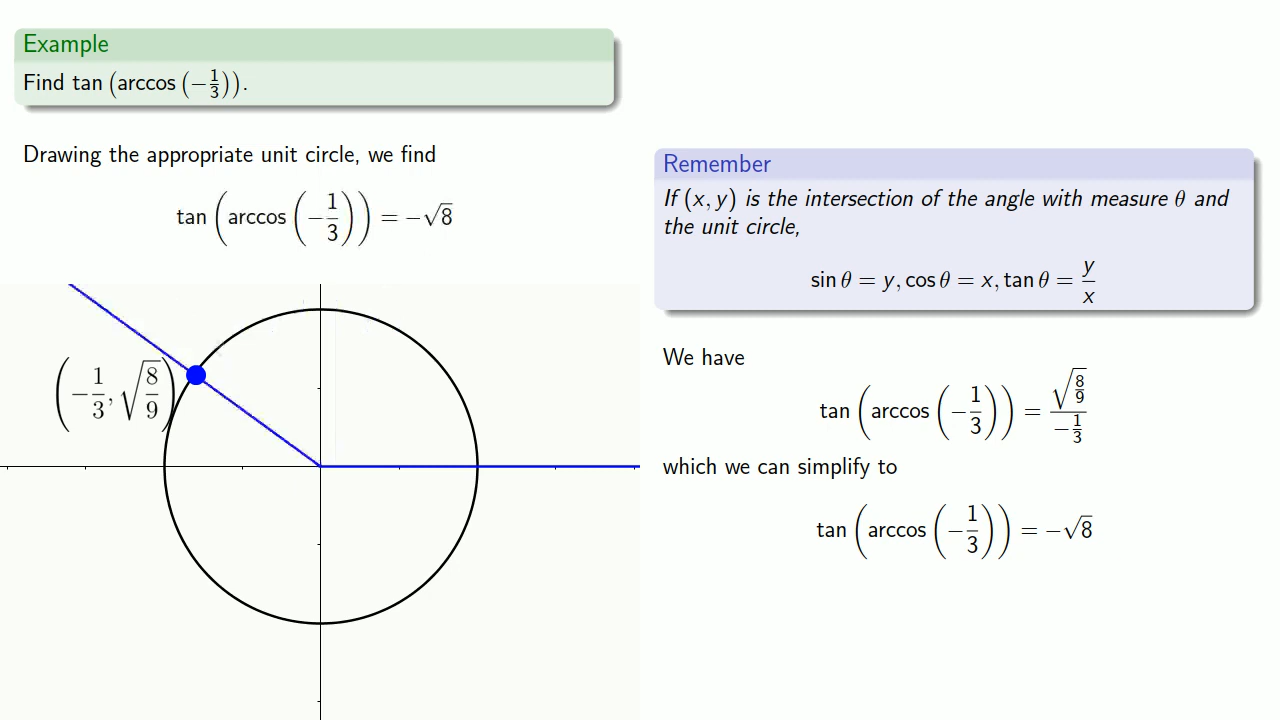 Example
Find tan (arccos (−1/3)).
Drawing the appropriate unit circle, we find
tan (arccos (−1/3)) = −√8
(−1/3, √(8/9))
Remember
If (x, y) is the intersection of the angle with measure θ and
the unit circle,
sin θ = y, cos θ = x, tan θ = y/x
We have
tan (arccos (−1/3)) = √(8/9) / −1/3
which we can simplify to
tan (arccos (−1/3)) = −√8